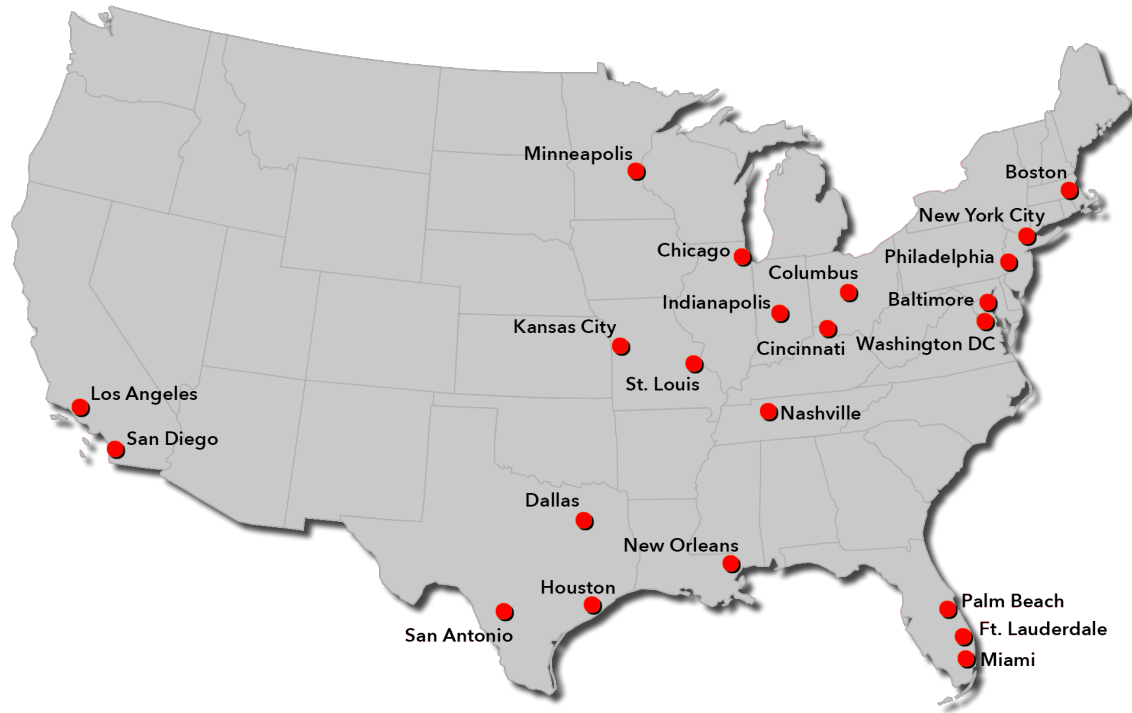 Minneapolis
Boston
New York City
Chicago
Philadelphia
Columbus
Indianapolis
Baltimore
Kansas City
Cincinnati
Washington DC
St. Louis
Los Angeles
Nashville
San Diego
Dallas
New Orleans
Houston
Palm Beach
Ft. Lauderdale
San Antonio
Miami